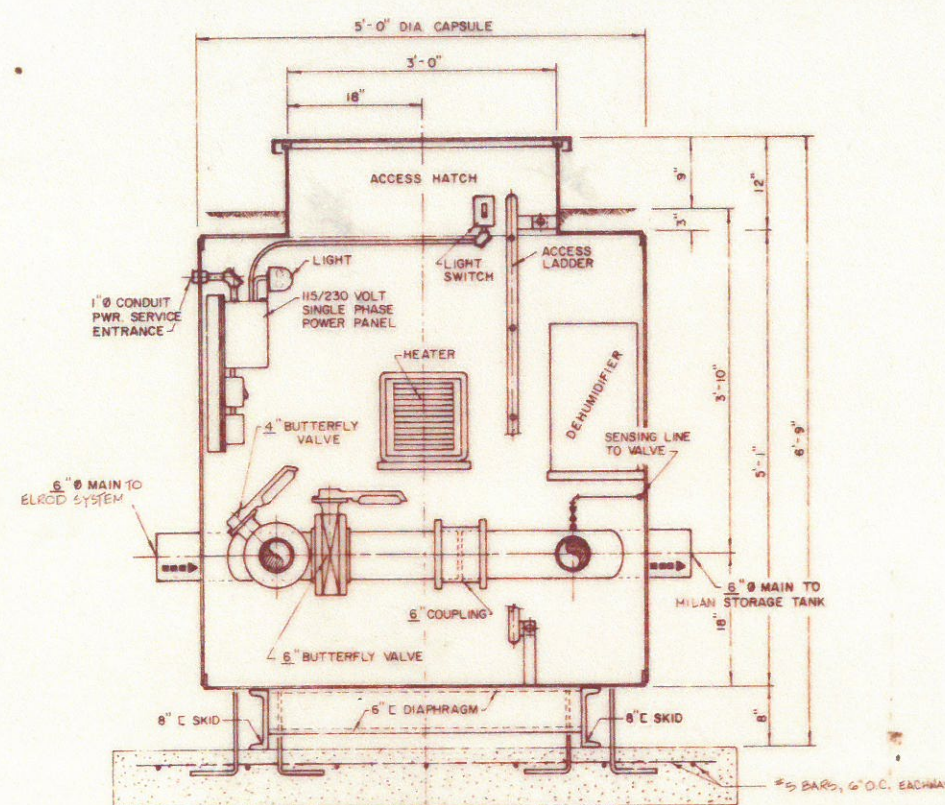 5'-0" DIA CAPSULE
3'-0"
18"
ACCESS HATCH
9"
12"
3"
LIGHT
LIGHT
SWITCH
ACCESS
LADDER
1"Ø CONDUIT
PWR. SERVICE
ENTRANCE
115/230 VOLT
SINGLE PHASE
POWER PANEL
HEATER
DEHUMIDIFIER
3'-10"
5'-1"
6'-9"
4" BUTTERFLY
VALVE
SENSING LINE
TO VALVE
6"Ø MAIN TO
ELROD SYSTEM
6"Ø MAIN TO
MILAN STORAGE TANK
6" COUPLING
18"
6" BUTTERFLY VALVE
8" [ SKID
6" [ DIAPHRAGM
8" [ SKID
8"
#5 BARS, 6" O.C. EACHWA